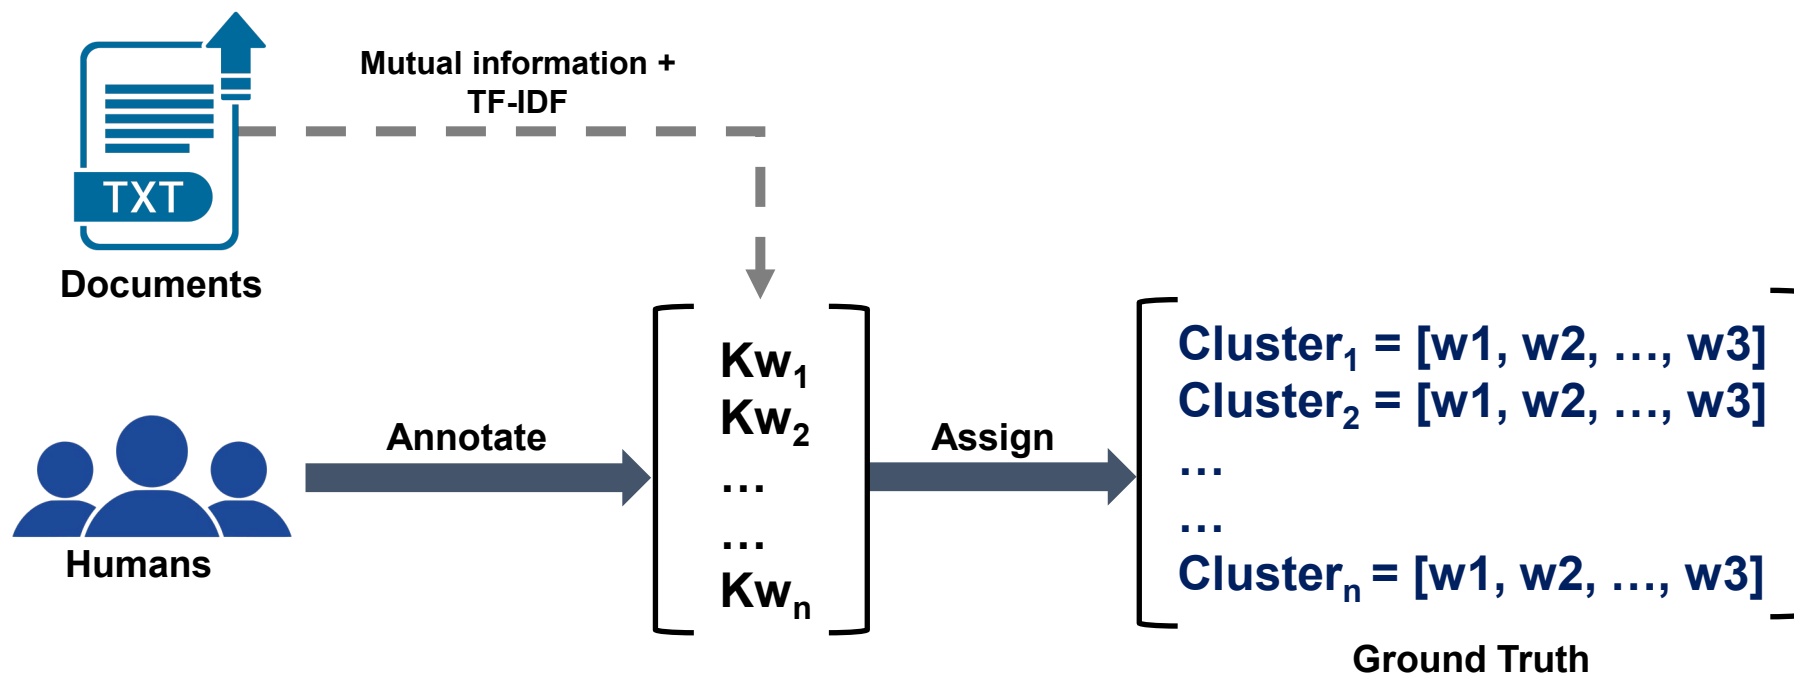 Mutual information +
TF-IDF
TXT
Documents
Kw1
Kw2
...
...
Kwn
Humans
Annotate
Assign
Cluster1 = [w1, w2, ..., w3]
Cluster2 = [w1, w2, ..., w3]
...
...
Clustern = [w1, w2, ..., w3]
Ground Truth